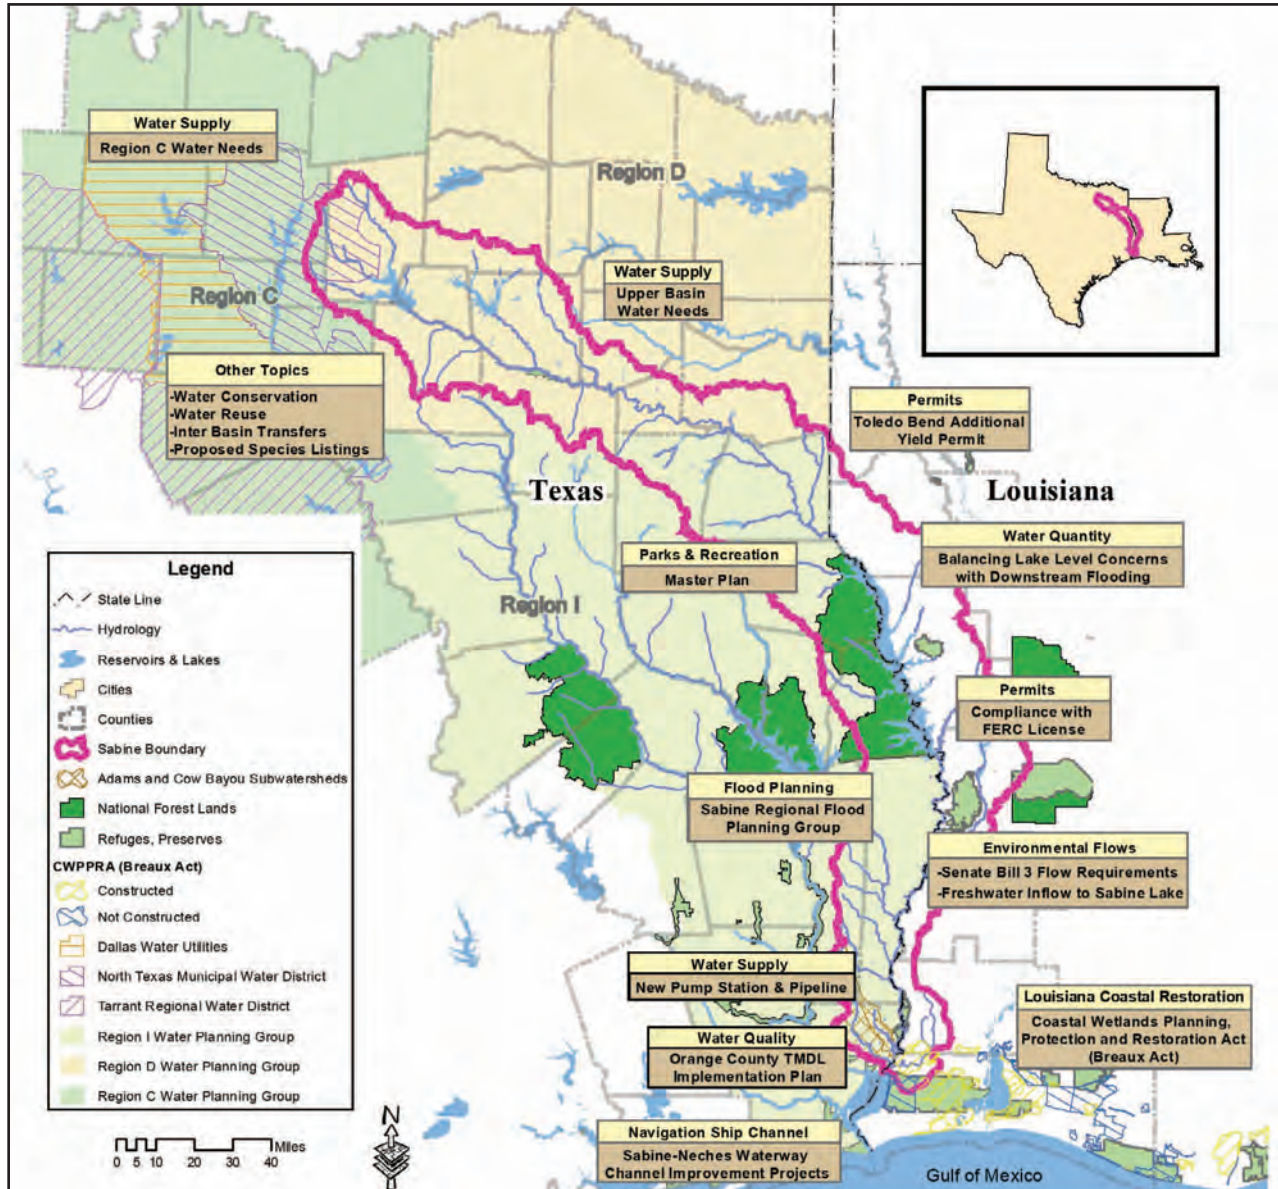 Water Supply
Region C Water Needs
Region D
Water Supply
Upper Basin
Water Needs
Region C
Other Topics
-Water Conservation
-Water Reuse
-Inter Basin Transfers
-Proposed Species Listings
Permits
Toledo Bend Additional
Yield Permit
Texas
Louisiana
Water Quantity
Balancing Lake Level Concerns
with Downstream Flooding
Parks & Recreation
Master Plan
Region I
Permits
Compliance with
FERC License
Flood Planning
Sabine Regional Flood
Planning Group
Environmental Flows
-Senate Bill 3 Flow Requirements
-Freshwater Inflow to Sabine Lake
Water Supply
New Pump Station & Pipeline
Water Quality
Orange County TMDL
Implementation Plan
Louisiana Coastal Restoration
Coastal Wetlands Planning,
Protection and Restoration Act
(Breaux Act)
Navigation Ship Channel
Sabine-Neches Waterway
Channel Improvement Projects
Gulf of Mexico
Legend
State Line
Hydrology
Reservoirs & Lakes
Cities
Counties
Sabine Boundary
Adams and Cow Bayou Subwatersheds
National Forest Lands
Refuges, Preserves
CWPPRA (Breaux Act)
Constructed
Not Constructed
Dallas Water Utilities
North Texas Municipal Water District
Tarrant Regional Water District
Region I Water Planning Group
Region D Water Planning Group
Region C Water Planning Group
Miles
0 5 10 20 30 40
N